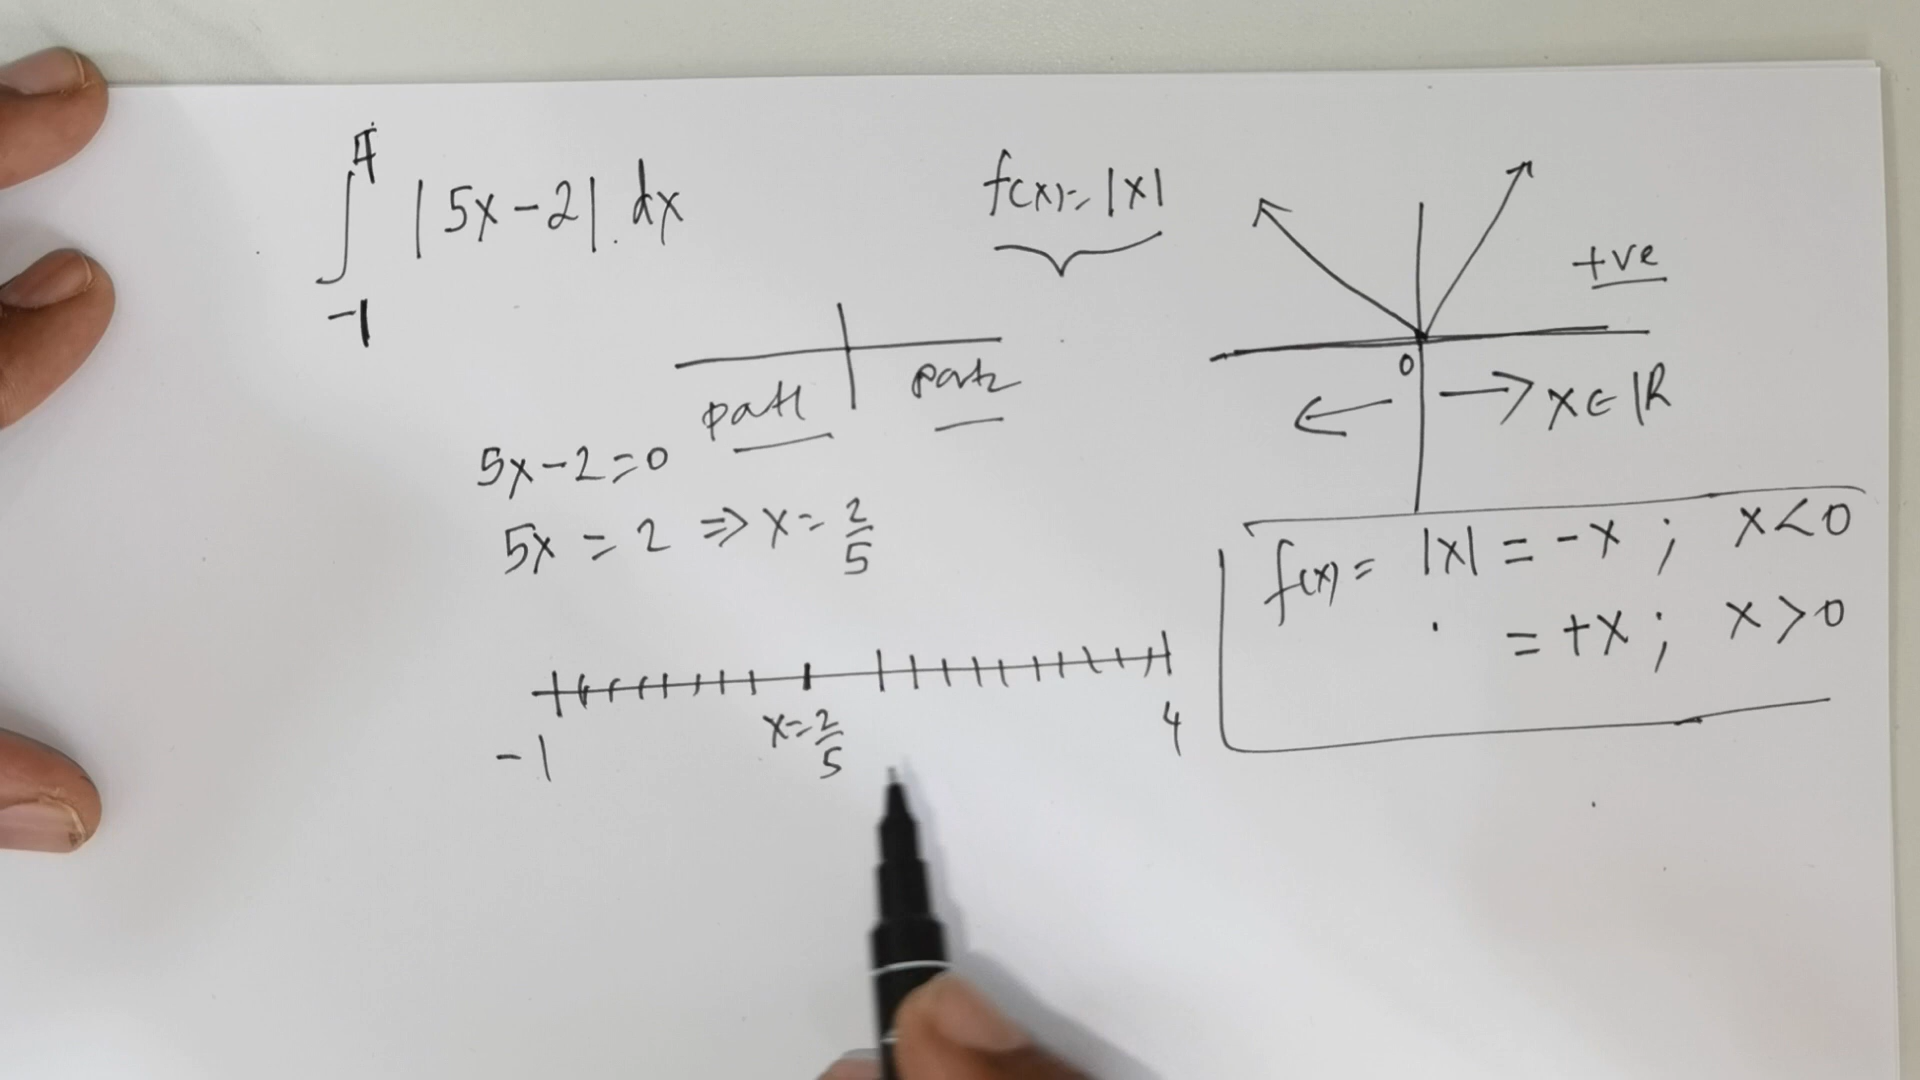 ∫₋₁⁴ |5x-2|.dx
f(x)=|x|
+ve
part1 part2
0
x∈ℝ
5x-2=0
5x = 2 ⇒ x = 2/5
f(x) = |x| = -x ; x<0
= +x ; x>0
-1 x=2/5 4